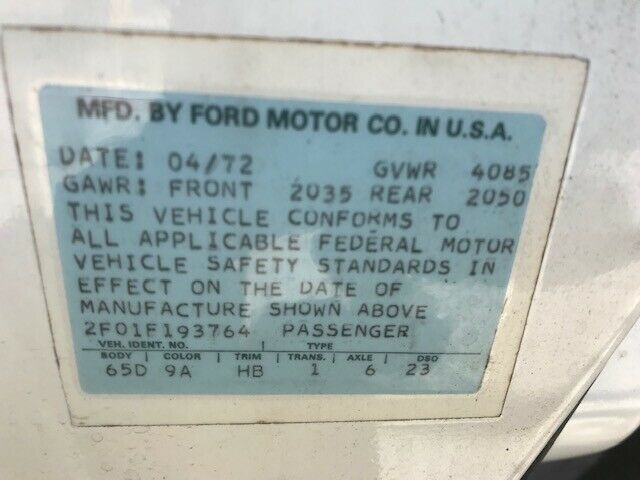 MFD. BY FORD MOTOR CO. IN U.S.A.
DATE: 04/72 GVWR 4085
GAWR: FRONT 2035 REAR 2050
THIS VEHICLE CONFORMS TO
ALL APPLICABLE FEDERAL MOTOR
VEHICLE SAFETY STANDARDS IN
EFFECT ON THE DATE OF
MANUFACTURE SHOWN ABOVE
2F01F193764 PASSENGER
VEH. IDENT. NO. TYPE
BODY | COLOR | TRIM | TRANS. | AXLE | DSO
65D 9A HB 1 6 23